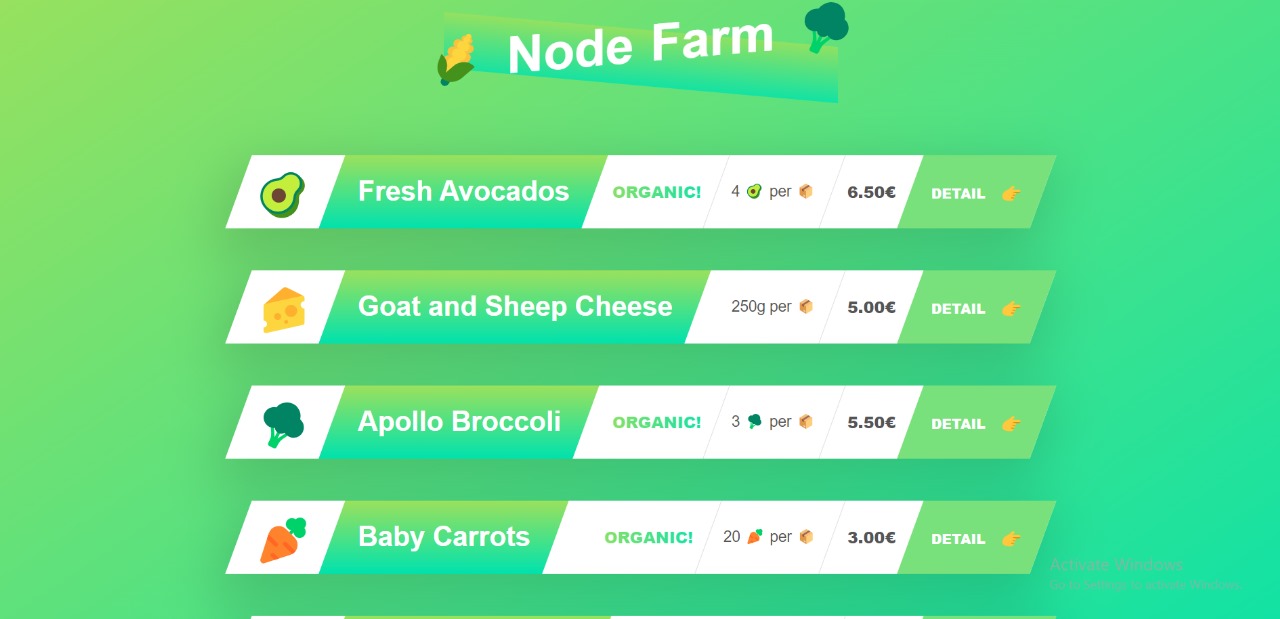 Node Farm
Fresh Avocados ORGANIC! 4 🥑 per 📦 6.50€ DETAIL 👉
Goat and Sheep Cheese 250g per 📦 5.00€ DETAIL 👉
Apollo Broccoli ORGANIC! 3 🥦 per 📦 5.50€ DETAIL 👉
Baby Carrots ORGANIC! 20 🥕 per 📦 3.00€ DETAIL 👉
Activate Windows
Go to Settings to activate Windows.